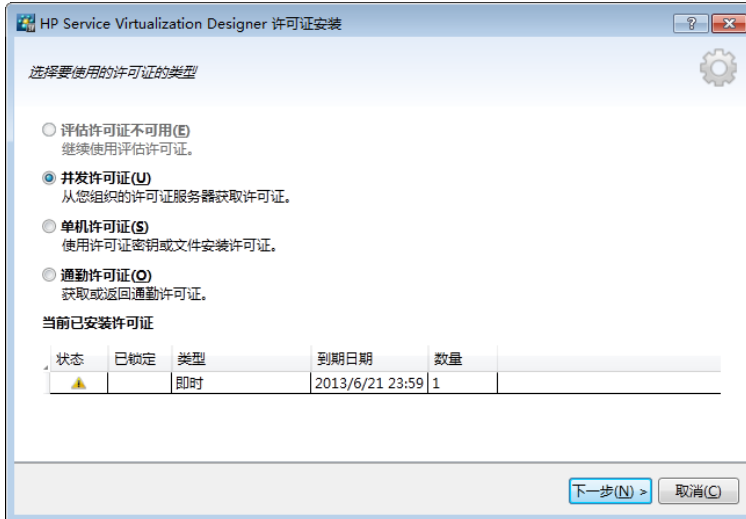 HP Service Virtualization Designer 许可证安装
选择要使用的许可证的类型
评估许可证不可用(E)
继续使用评估许可证。
并发许可证(U)
从您组织的许可证服务器获取许可证。
单机许可证(S)
使用许可证密钥或文件安装许可证。
通勤许可证(O)
获取或返回通勤许可证。
当前已安装许可证
状态 已锁定 类型 到期日期 数量
即时 2013/6/21 23:59 1
下一步(N) > 取消(C)